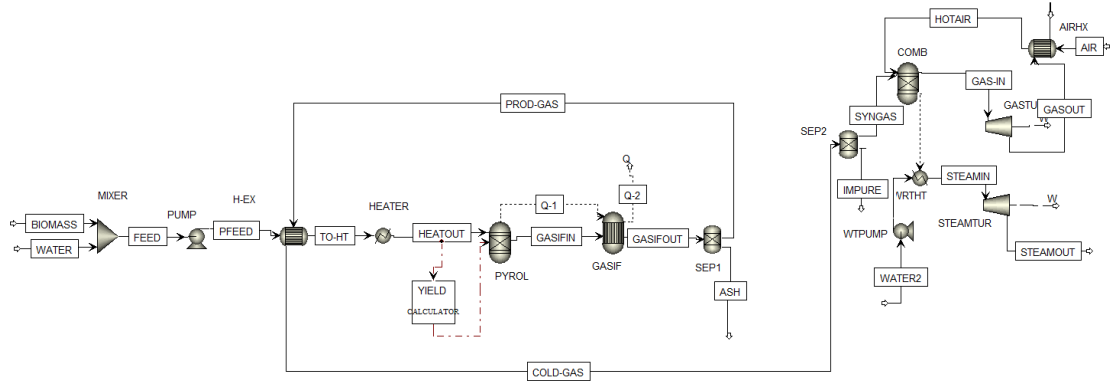 HOTAIR
AIRHX
AIR
COMB
GAS-IN
PROD-GAS
GASTU
W
GASOUT
SYNGAS
SEP2
Q
MIXER
IMPURE
STEAMIN
Q-1
Q-2
WRTHT
PUMP
H-EX
HEATER
W
BIOMASS
PFEED
WTPUMP
STEAMTUR
FEED
TO-HT
HEATOUT
GASIFIN
GASIFOUT
WATER
STEAMOUT
GASIF
SEP1
PYROL
WATER2
YIELD
ASH
CALCULATOR
COLD-GAS